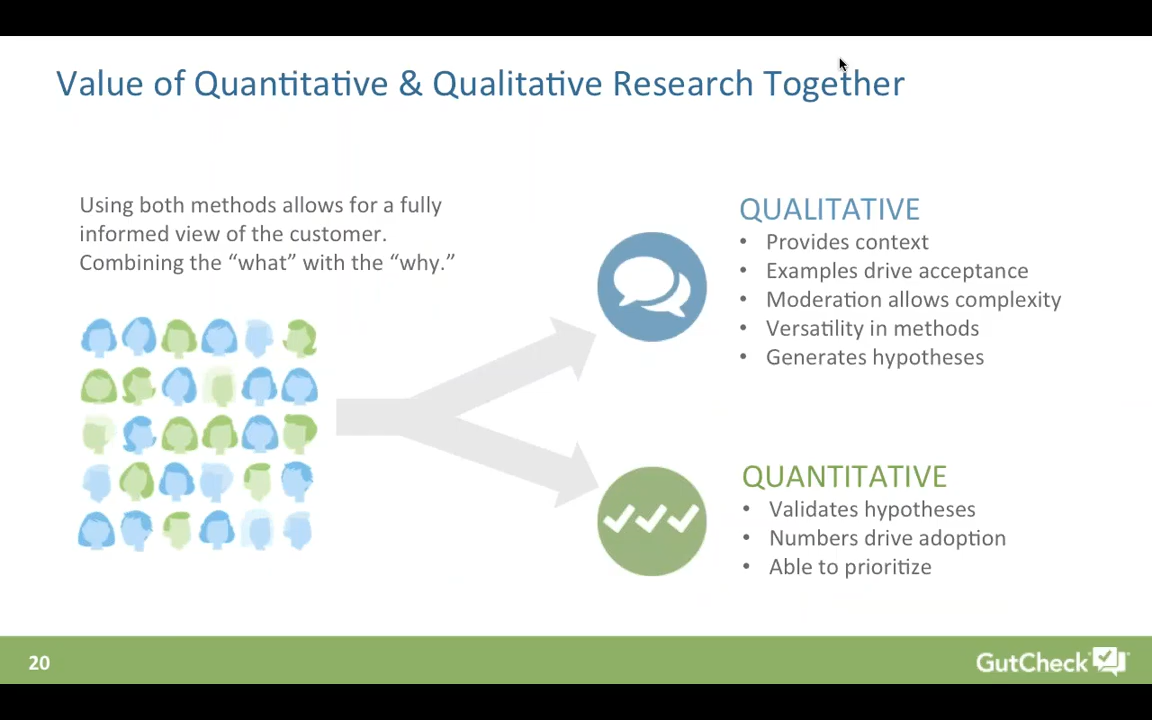 Value of Quantitative & Qualitative Research Together
Using both methods allows for a fully
informed view of the customer.
Combining the “what” with the “why.”
QUALITATIVE
• Provides context
• Examples drive acceptance
• Moderation allows complexity
• Versatility in methods
• Generates hypotheses
QUANTITATIVE
• Validates hypotheses
• Numbers drive adoption
• Able to prioritize
20
GutCheck